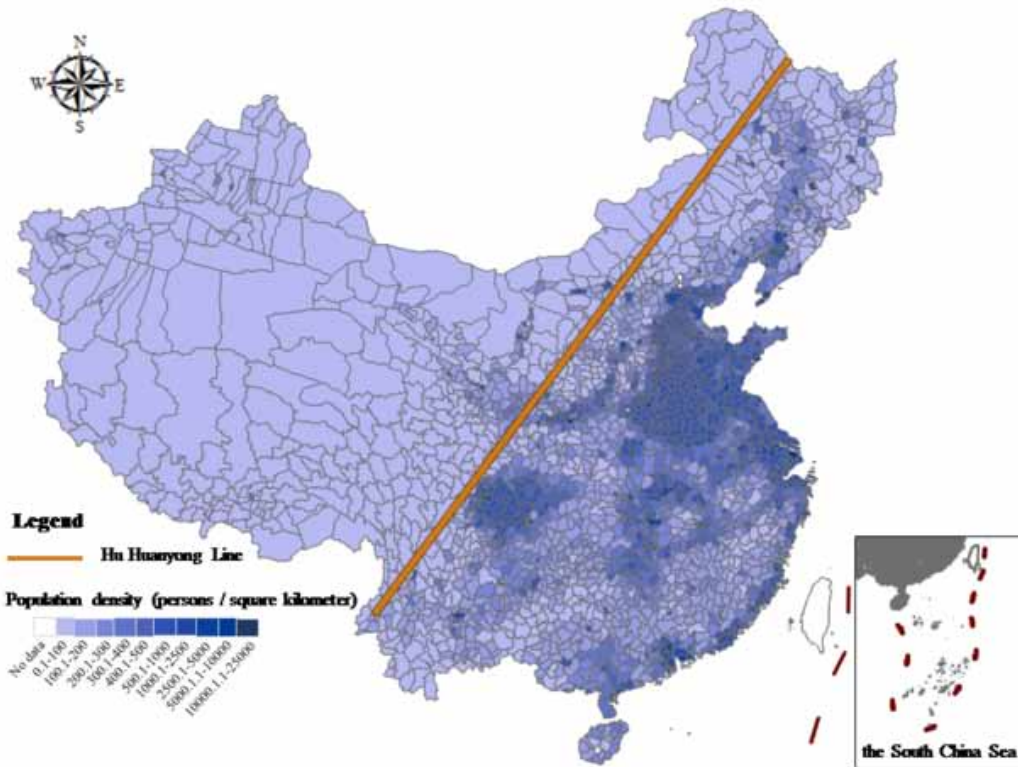 N
W E
S
Legend
Hu Huanyong Line
Population density (persons / square kilometer)
No data
0.1-100
100.1-200
200.1-300
300.1-400
400.1-500
500.1-1000
1000.1-2500
2500.1-5000
5000.1.1-10000
10000.1.1-25000
the South China Sea